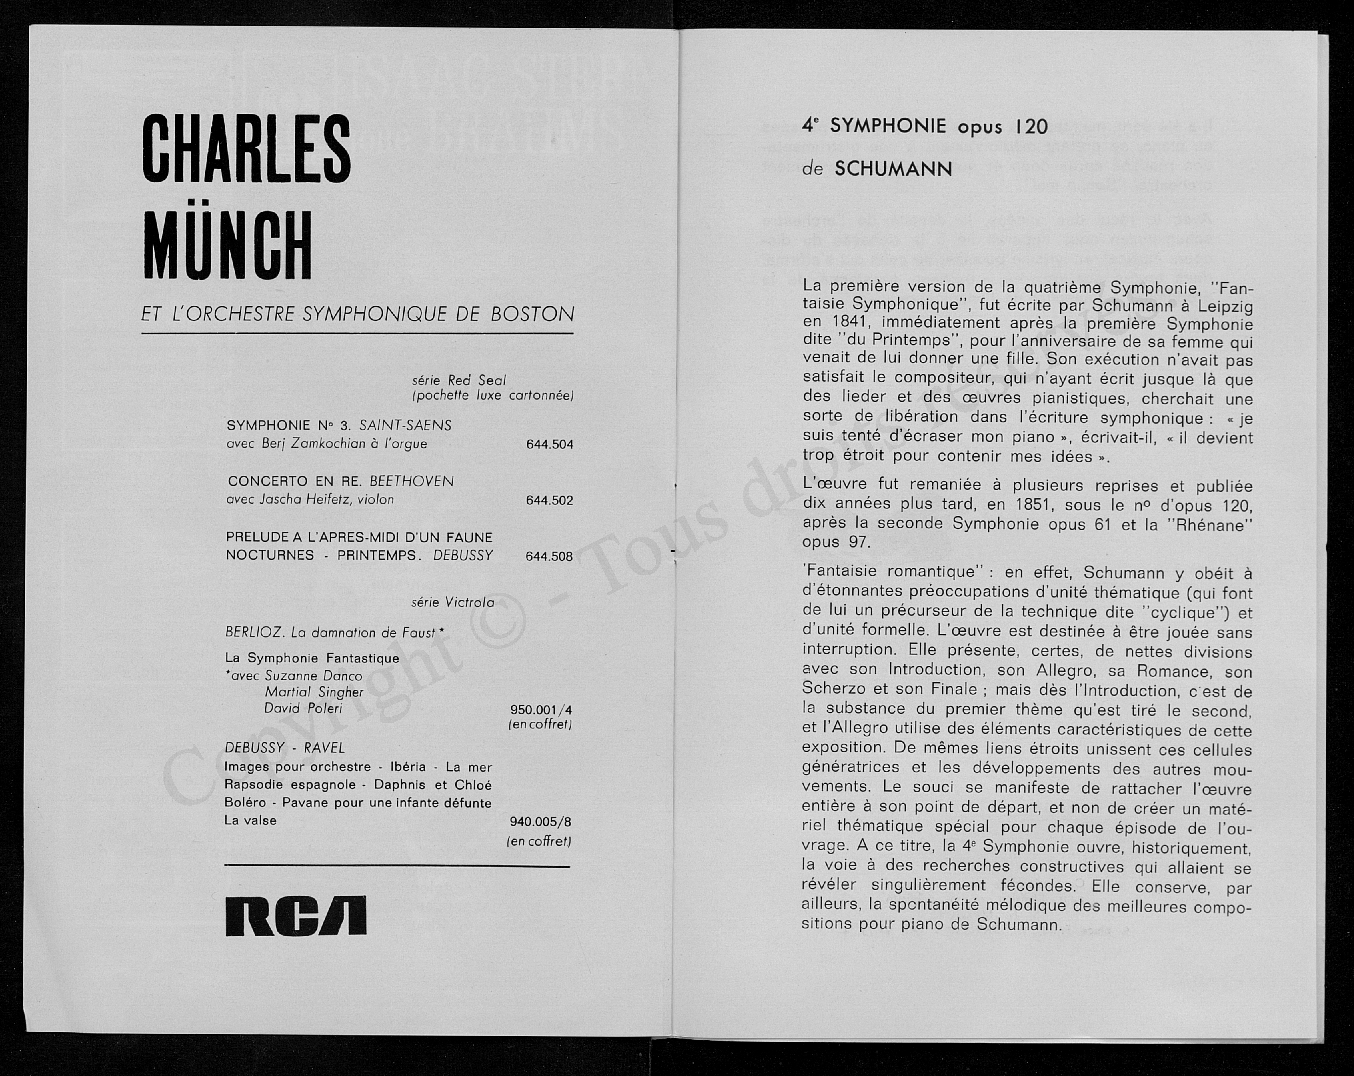 CHARLES
MÜNCH
ET L'ORCHESTRE SYMPHONIQUE DE BOSTON
série Red Seal
(pochette luxe cartonnée)
SYMPHONIE Nº 3. SAINT-SAENS
avec Berj Zamkochian à l'orgue 644.504
CONCERTO EN RE. BEETHOVEN
avec Jascha Heifetz, violon 644.502
PRELUDE A L'APRES-MIDI D'UN FAUNE
NOCTURNES - PRINTEMPS. DEBUSSY 644.508
série Victrola
BERLIOZ. La damnation de Faust *
La Symphonie Fantastique
*avec Suzanne Danco
Martial Singher
David Poleri 950.001/4
(en coffret)
DEBUSSY - RAVEL
Images pour orchestre - Ibéria - La mer
Rapsodie espagnole - Daphnis et Chloé
Boléro - Pavane pour une infante défunte
La valse 940.005/8
(en coffret)
RCA
4e SYMPHONIE opus 120
de SCHUMANN
La première version de la quatrième Symphonie, "Fan-
taisie Symphonique", fut écrite par Schumann à Leipzig
en 1841, immédiatement après la première Symphonie
dite "du Printemps", pour l'anniversaire de sa femme qui
venait de lui donner une fille. Son exécution n'avait pas
satisfait le compositeur, qui n'ayant écrit jusque là que
des lieder et des œuvres pianistiques, cherchait une
sorte de libération dans l'écriture symphonique : « je
suis tenté d'écraser mon piano », écrivait-il, « il devient
trop étroit pour contenir mes idées ».
L'œuvre fut remaniée à plusieurs reprises et publiée
dix années plus tard, en 1851, sous le nº d'opus 120,
après la seconde Symphonie opus 61 et la "Rhénane"
opus 97.
'Fantaisie romantique" : en effet, Schumann y obéit à
d'étonnantes préoccupations d'unité thématique (qui font
de lui un précurseur de la technique dite "cyclique") et
d'unité formelle. L'œuvre est destinée à être jouée sans
interruption. Elle présente, certes, de nettes divisions
avec son Introduction, son Allegro, sa Romance, son
Scherzo et son Finale ; mais dès l'Introduction, c'est de
la substance du premier thème qu'est tiré le second,
et l'Allegro utilise des éléments caractéristiques de cette
exposition. De mêmes liens étroits unissent ces cellules
génératrices et les développements des autres mou-
vements. Le souci se manifeste de rattacher l'œuvre
entière à son point de départ, et non de créer un maté-
riel thématique spécial pour chaque épisode de l'ou-
vrage. A ce titre, la 4e Symphonie ouvre, historiquement,
la voie à des recherches constructives qui allaient se
révéler singulièrement fécondes. Elle conserve, par
ailleurs, la spontanéité mélodique des meilleures compo-
sitions pour piano de Schumann.
Copyright © - Tous droits réservés